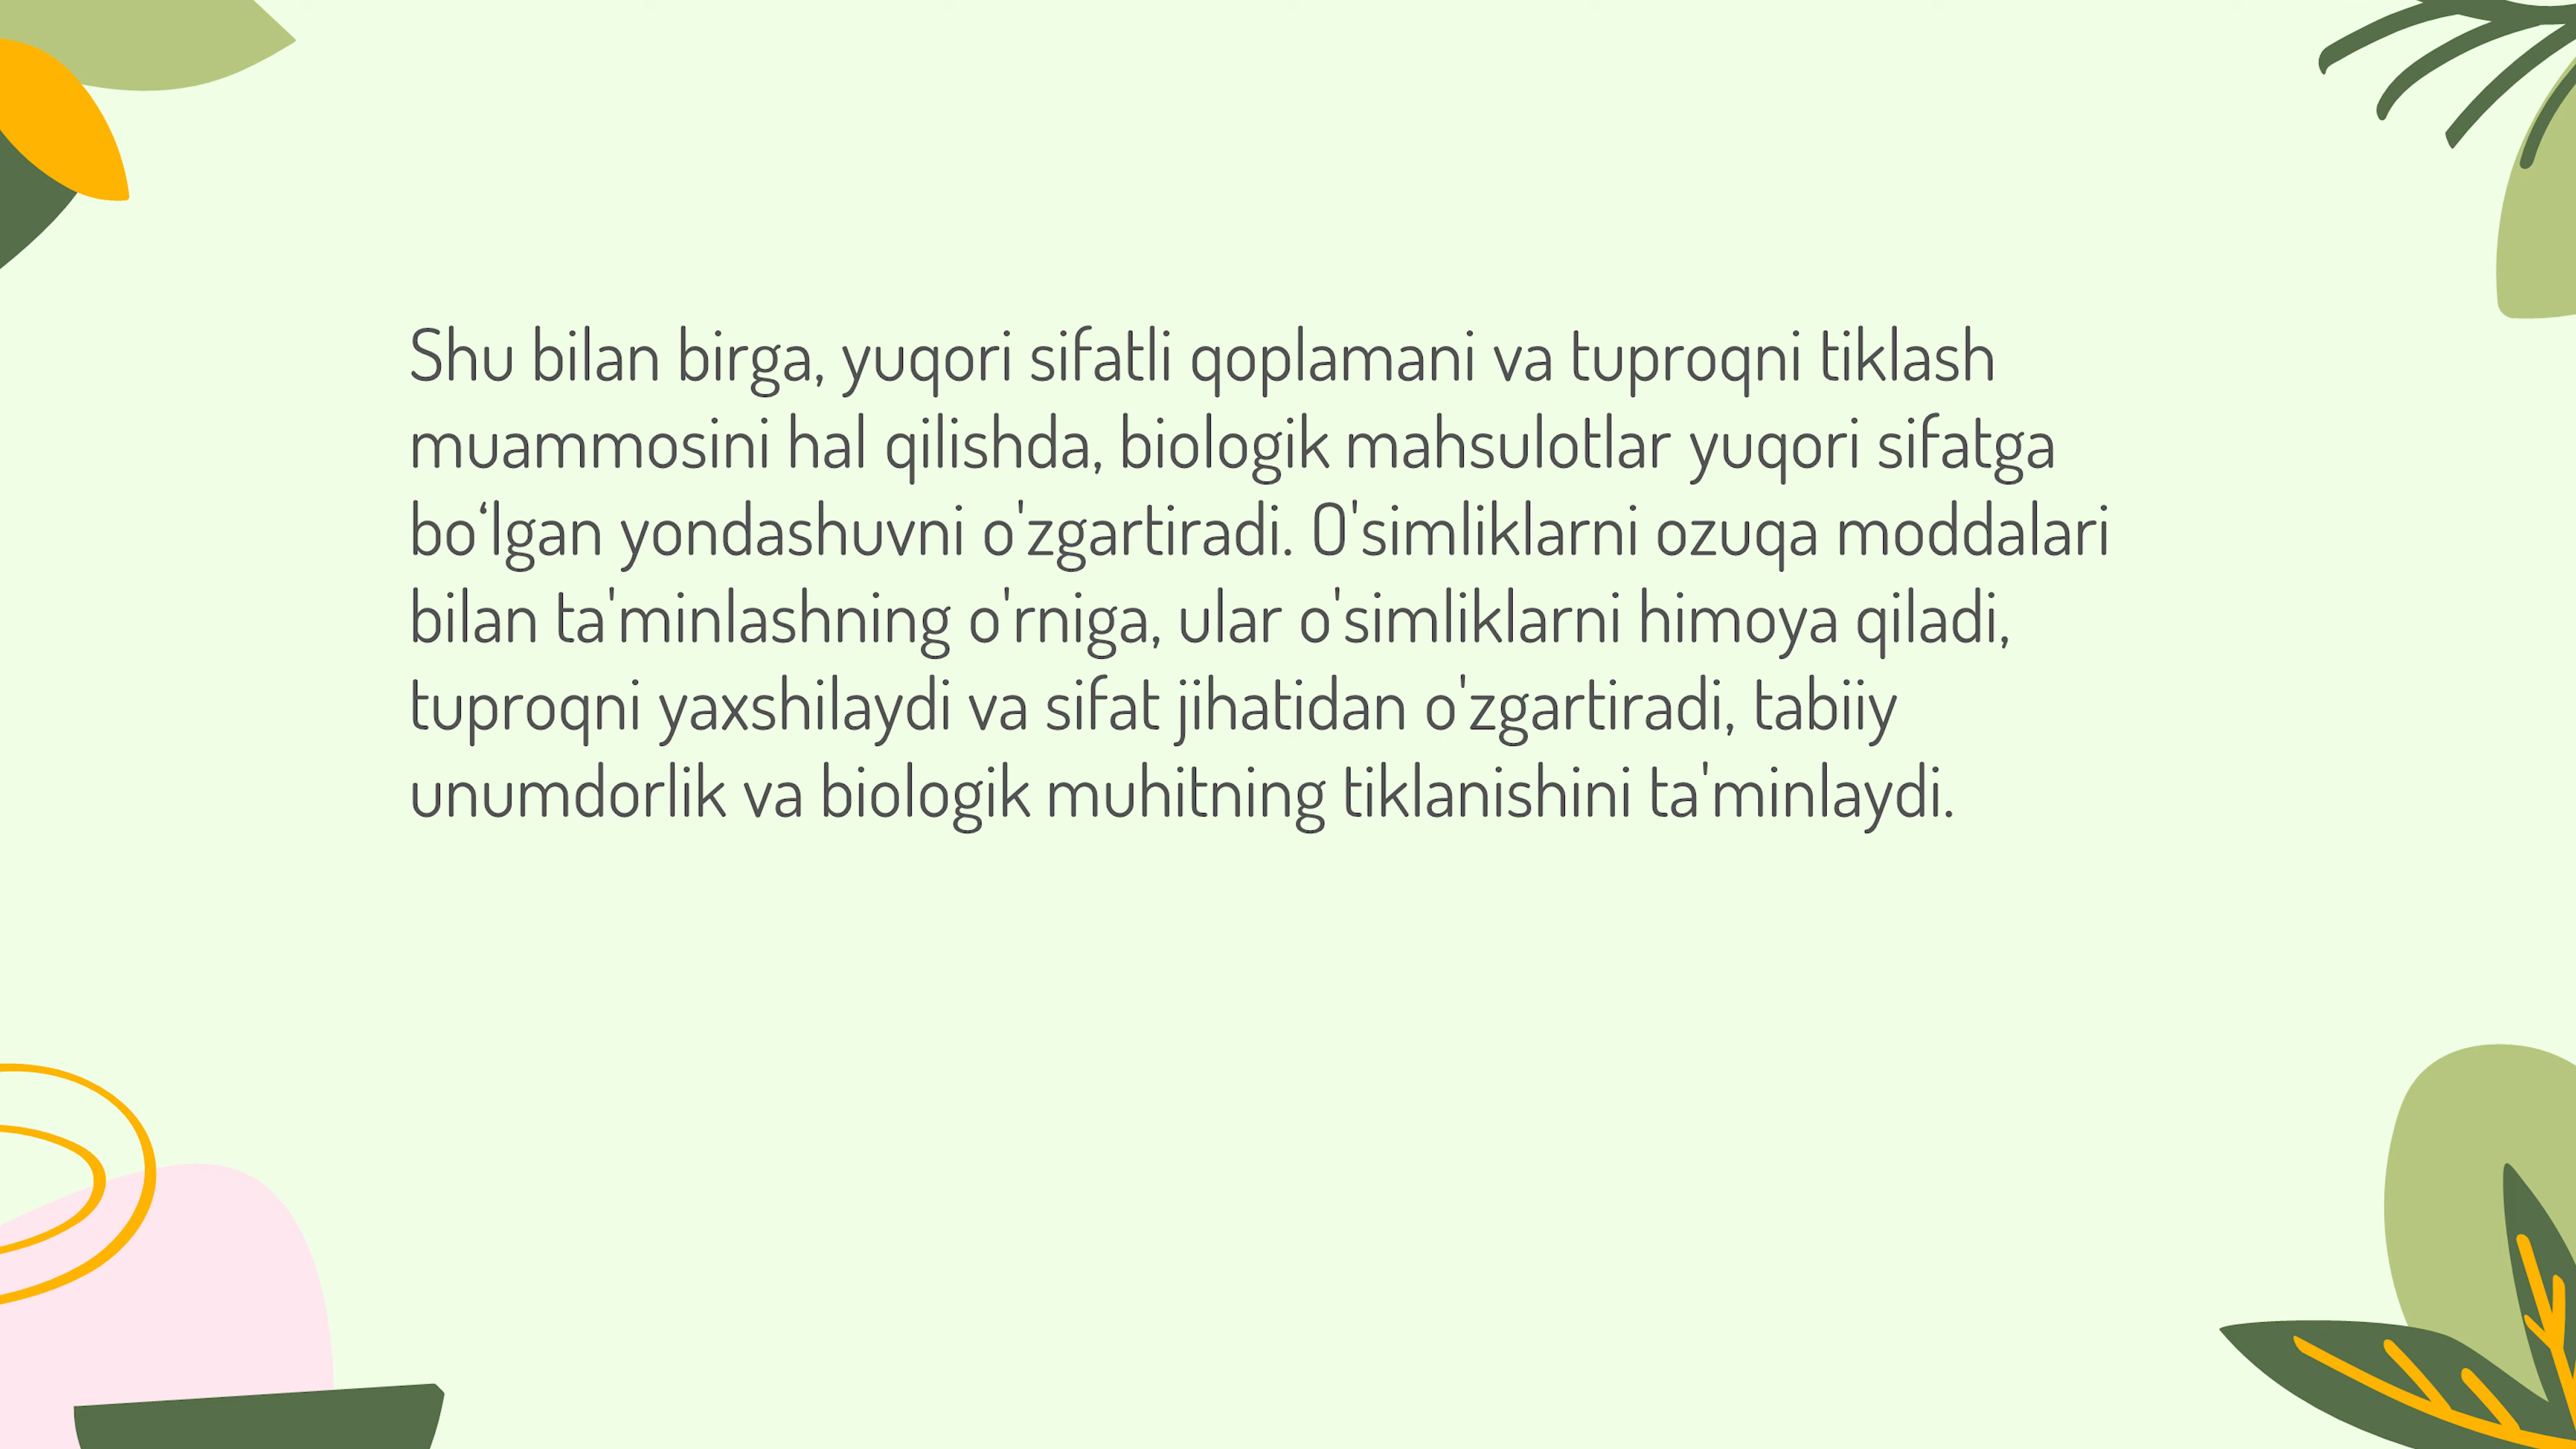 Shu bilan birga, yuqori sifatli qoplamani va tuproqni tiklash
muammosini hal qilishda, biologik mahsulotlar yuqori sifatga
bo‘lgan yondashuvni o'zgartiradi. O'simliklarni ozuqa moddalari
bilan ta'minlashning o'rniga, ular o'simliklarni himoya qiladi,
tuproqni yaxshilaydi va sifat jihatidan o'zgartiradi, tabiiy
unumdorlik va biologik muhitning tiklanishini ta'minlaydi.